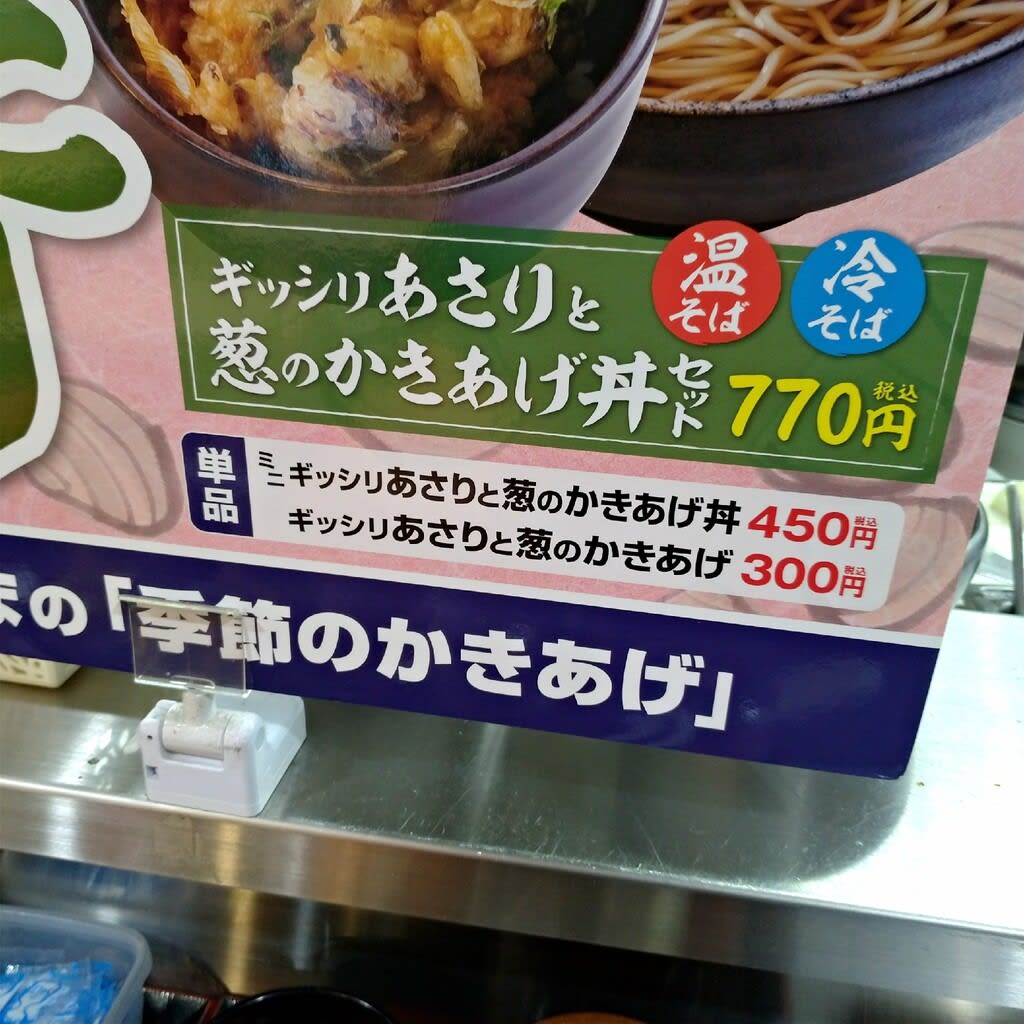 温そば
冷そば
ギッシリあさりと
葱のかきあげ丼セット 770円 税込
単品
ミニギッシリあさりと葱のかきあげ丼 450円 税込
ギッシリあさりと葱のかきあげ 300円 税込
の「季節のかきあげ」